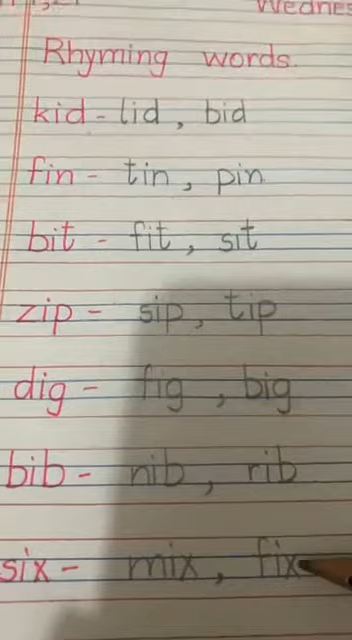 Wednes
Rhyming words.
kid - lid, bid
fin - tin, pin
bit - fit, sit
zip - sip, tip
dig - fig, big
bib - nib, rib
six - mix, fix